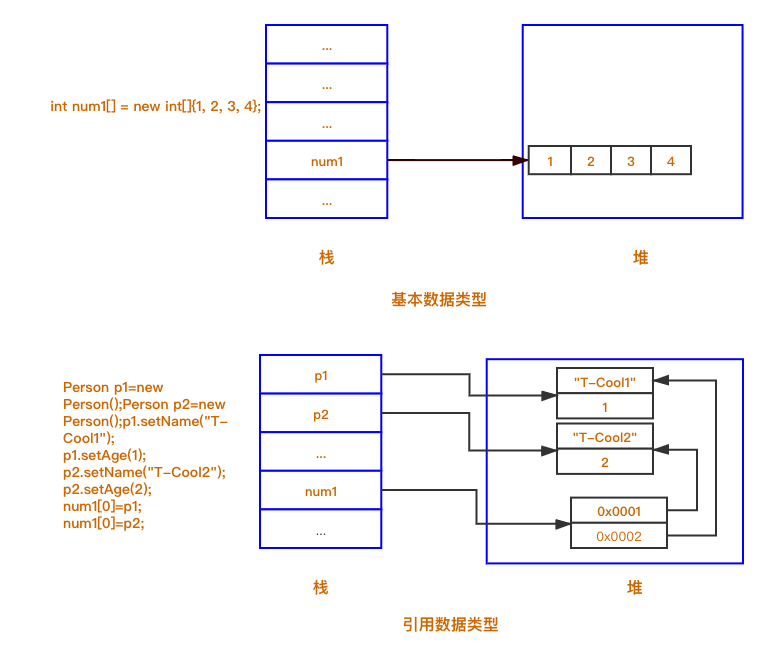 ...
...
int num1[] = new int[]{1, 2, 3, 4};
...
num1
1 2 3 4
...
栈
堆
基本数据类型
p1
p2
...
num1
...
"T-Cool1"
1
"T-Cool2"
2
0x0001
0x0002
Person p1=new
Person();Person p2=new
Person();p1.setName("T-
Cool1");
p1.setAge(1);
p2.setName("T-Cool2");
p2.setAge(2);
num1[0]=p1;
num1[0]=p2;
栈
堆
引用数据类型